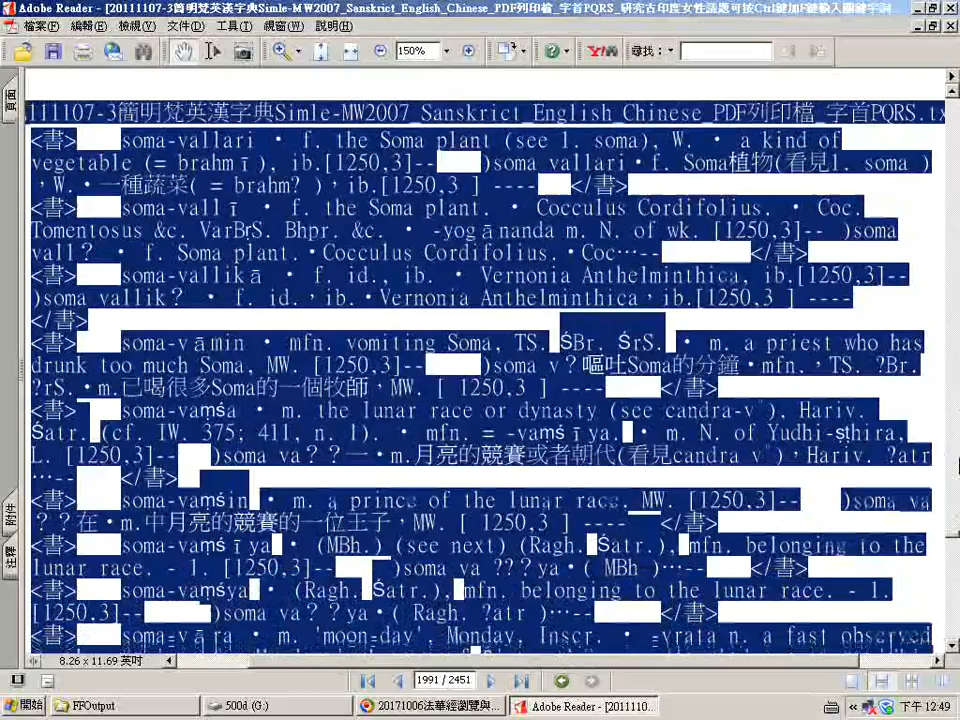 Adobe Reader - [20111107-3簡明梵英漢字典Simle-MW2007_Sanskrict_English_Chinese_PDF列印檔_字首PQRS_研究古印度女性議題可按Ctrl鍵加F鍵輸入關鍵字詞
檔案(F) 編輯(E) 檢視(V) 文件(D) 工具(T) 視窗(W) 說明(H)
150% Y! 尋找:
頁面
111107-3簡明梵英漢字典Simle-MW2007_Sanskrict_English_Chinese_PDF列印檔_字首PQRS.tx
<書> soma-vallari • f. the Soma plant (see 1. soma), W. • a kind of
vegetable (= brahmī), ib.[1250,3]-- )soma vallari•f. Soma植物(看見1. soma )
，W.•一種蔬菜( = brahm? )，ib.[1250,3 ] ---- </書>
<書> soma-vallī • f. the Soma plant. • Cocculus Cordifolius. • Coc.
Tomentosus &c. VarBṛS. Bhpr. &c. • -yogānanda m. N. of wk. [1250,3]-- )soma
vall？ • f. Soma plant.•Cocculus Cordifolius.•Coc…-- </書>
<書> soma-vallikā • f. id., ib. • Vernonia Anthelminthica, ib.[1250,3]--
)soma vallik？ • f. id.，ib.•Vernonia Anthelminthica，ib.[1250,3 ] ----
</書>
<書> soma-vāmin • mfn. vomiting Soma, TS. ŚBr. ŚrS. • m. a priest who has
drunk too much Soma, MW. [1250,3]-- )soma v？嘔吐Soma的分鐘•mfn.，TS. ?Br.
?rS.•m.已喝很多Soma的一個牧師，MW. [ 1250,3 ] ---- </書>
<書> soma-vaṃśa • m. the lunar race or dynasty (see candra-v°), Hariv.
Śatr. (cf. IW. 375; 411, n. 1). • mfn. = -vaṃśīya. • m. N. of Yudhi-ṣṭhira,
L. [1250,3]-- )soma va？？一•m.月亮的競賽或者朝代(看見candra v°)，Hariv. ?atr
…-- </書>
<書> soma-vaṃśin • m. a prince of the lunar race, MW. [1250,3]-- )soma va
？？在•m.中月亮的競賽的一位王子，MW. [ 1250,3 ] ---- </書>
<書> soma-vaṃśīya • (MBh.) (see next) (Ragh. Śatr.), mfn. belonging to the
lunar race. - 1. [1250,3]-- )soma va ???ya•( MBh )…-- </書>
<書> soma-vaṃśya • (Ragh. Śatr.), mfn. belonging to the lunar race. - 1.
[1250,3]-- )soma va？？ya•( Ragh. ?atr )…-- </書>
<書> soma-vāra • m. 'moon-day', Monday, Inscr. • -vrata n. a fast observed
附件
注釋
8.26 x 11.69 英吋
1991 / 2451
開始 FFOutput 500d (G:) 20171006法華經瀏覽與... Adobe Reader - [2011110... 下午 12:49